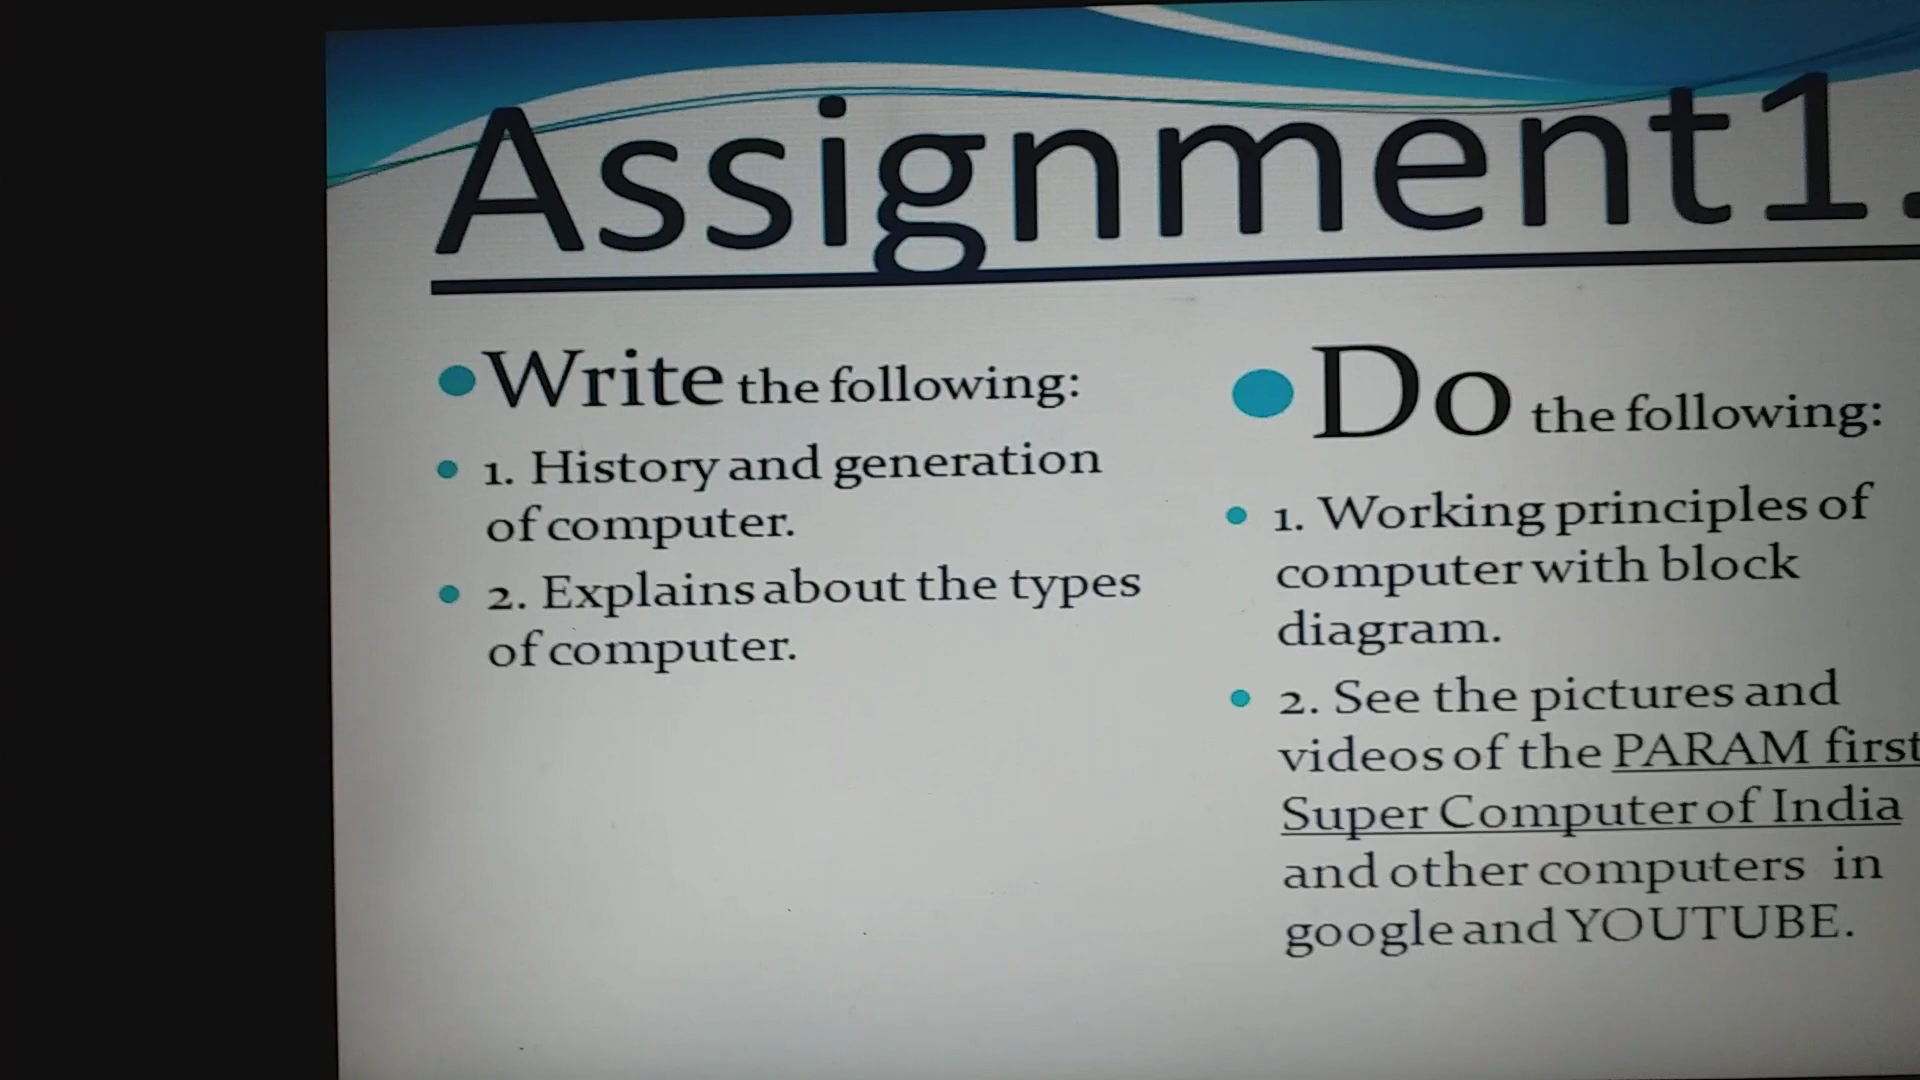 Assignment1.
Write the following:
1. History and generation
of computer.
2. Explains about the types
of computer.
Do the following:
1. Working principles of
computer with block
diagram.
2. See the pictures and
videos of the PARAM first
Super Computer of India
and other computers in
google and YOUTUBE.